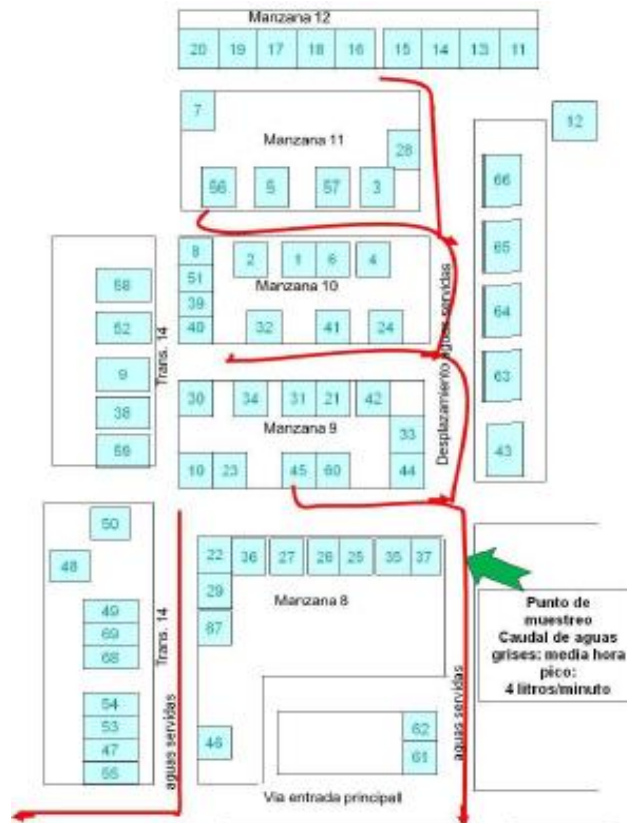 Manzana 12
20 19 17 18 16 15 14 13 11
7
12
Manzana 11
28
56 5 57 3
66
8 2 1 6 4
65
51
Manzana 10
58
39
64
40 32 41 24
52
Trans. 14
Desplazamiento aguas servidas
9
63
30 34 31 21 42
38
Manzana 9
33
59
43
10 23 45 60 44
50
22 36 27 26 25 35 37
48
29
Manzana 8
49
69
67
68
Trans. 14
Punto de
muestreo
Caudal de aguas
grises: media hora
pico:
4 litros/minuto
54
53
47
55
aguas servidas
46
62
61
aguas servidas
Via entrada principall